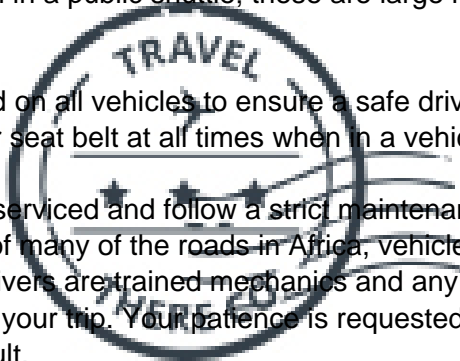 in a public shuttle, these are large
TRAVEL
d on all vehicles to ensure a safe driv
r seat belt at all times when in a vehic
serviced and follow a strict maintenan
of many of the roads in Africa, vehicle
ivers are trained mechanics and any
THERE CO.
your trip. Your patience is requested
ult